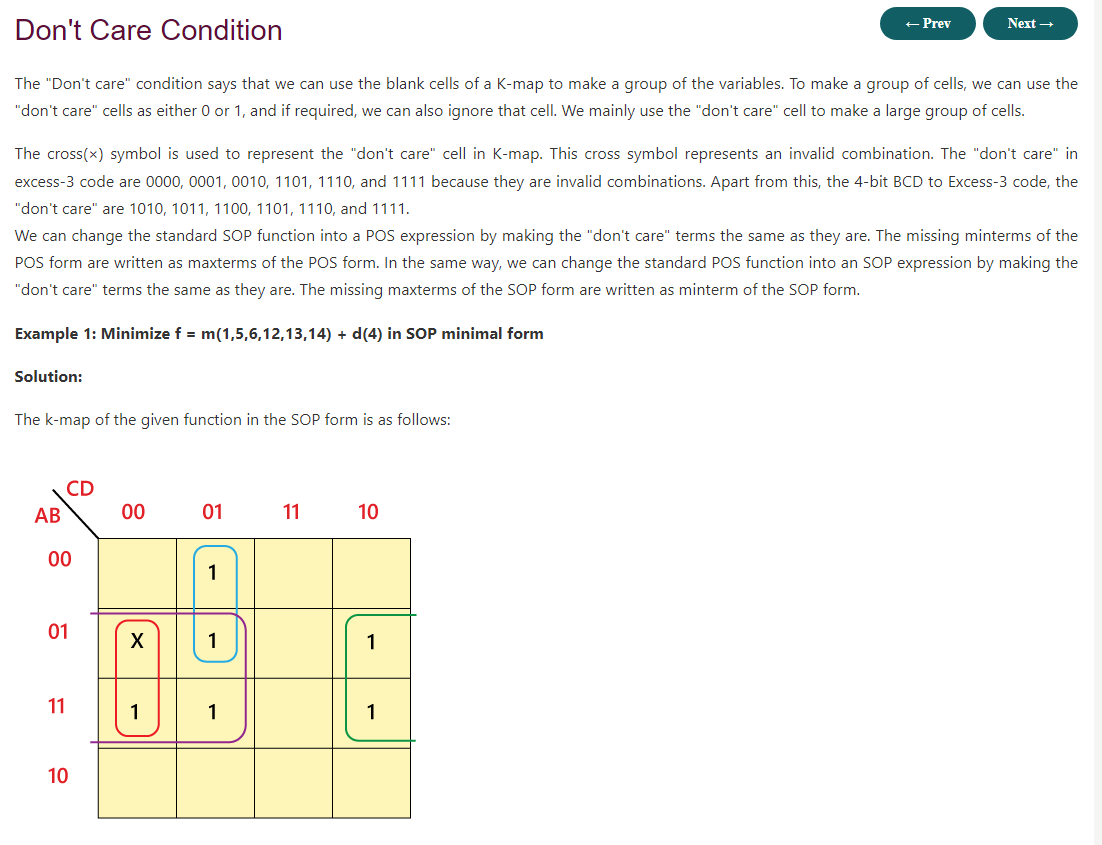 Don't Care Condition
← Prev
Next →
The "Don't care" condition says that we can use the blank cells of a K-map to make a group of the variables. To make a group of cells, we can use the
"don't care" cells as either 0 or 1, and if required, we can also ignore that cell. We mainly use the "don't care" cell to make a large group of cells.
The cross(×) symbol is used to represent the "don't care" cell in K-map. This cross symbol represents an invalid combination. The "don't care" in
excess-3 code are 0000, 0001, 0010, 1101, 1110, and 1111 because they are invalid combinations. Apart from this, the 4-bit BCD to Excess-3 code, the
"don't care" are 1010, 1011, 1100, 1101, 1110, and 1111.
We can change the standard SOP function into a POS expression by making the "don't care" terms the same as they are. The missing minterms of the
POS form are written as maxterms of the POS form. In the same way, we can change the standard POS function into an SOP expression by making the
"don't care" terms the same as they are. The missing maxterms of the SOP form are written as minterm of the SOP form.
Example 1: Minimize f = m(1,5,6,12,13,14) + d(4) in SOP minimal form
Solution:
The k-map of the given function in the SOP form is as follows:
CD
AB
00 01 11 10
00
1
01
X 1 1
11
1 1 1
10